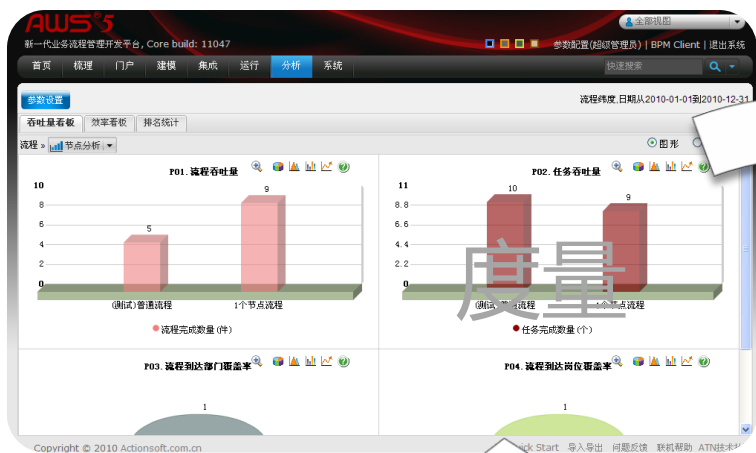 AWS 5
全部视图
新一代业务流程管理开发平台, Core build: 11047
参数配置(超级管理员) | BPM Client | 退出系统
首页 梳理 门户 建模 集成 运行 分析 系统
快速搜索
参数设置
流程纬度,日期从2010-01-01到2010-12-31
吞吐量看板 效率看板 排名统计
流程 » 节点分析
图形
P01.流程吞吐量
10
8
6
4
2
0
5
9
(测试)普通流程 1个节点流程
流程完成数量(件)
P02.任务吞吐量
11
8.8
6.6
4.4
2.2
0
10
9
1个节点流程
任务完成数量(个)
度量
P03.流程到达部门覆盖率
1
P04.流程到达岗位覆盖率
1
Copyright © 2010 Actionsoft.com.cn
Start 导入导出 问题反馈 联机帮助